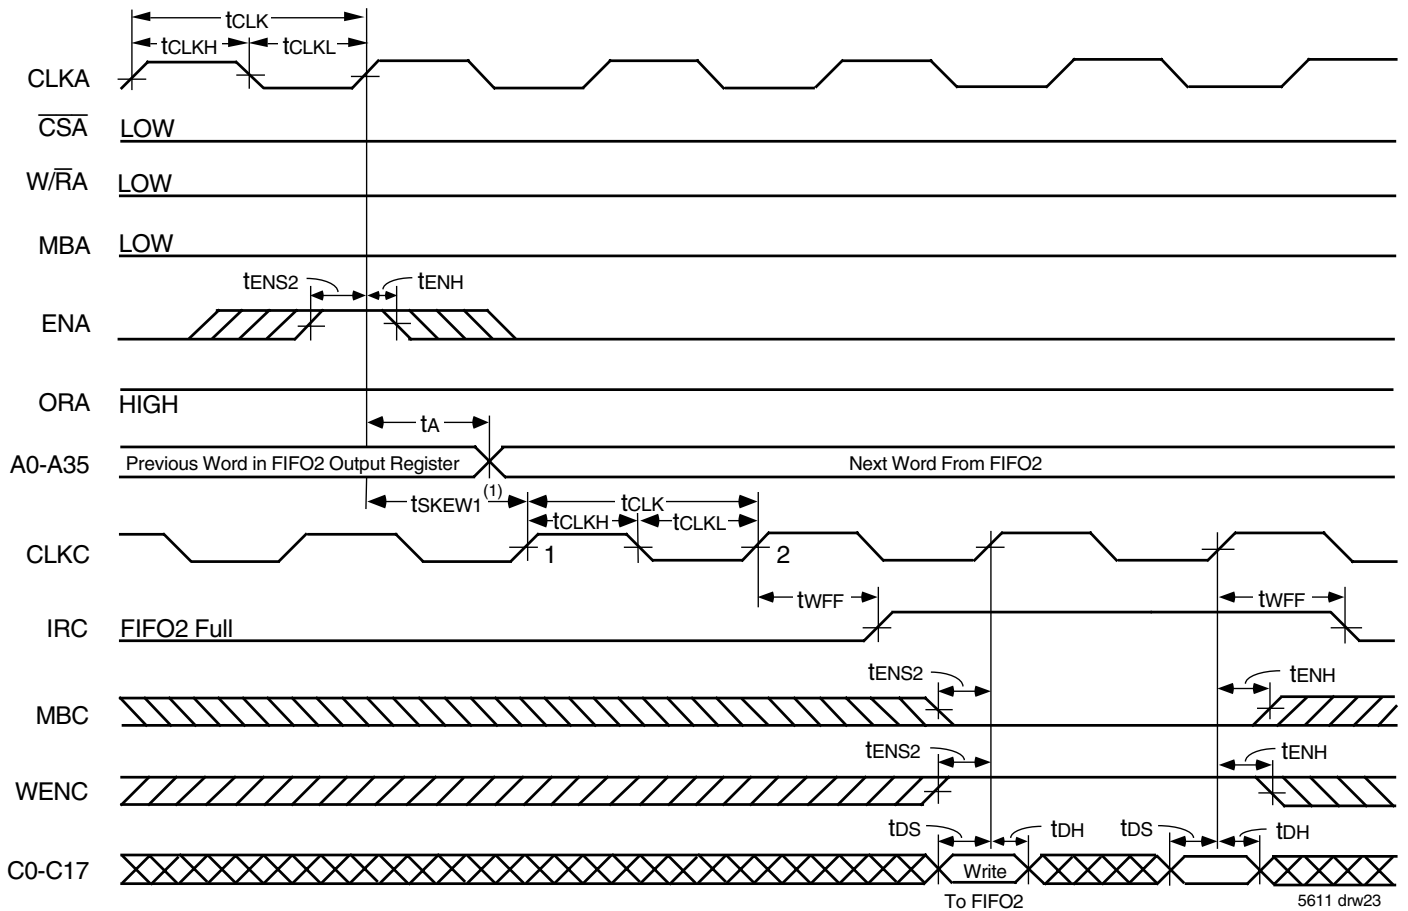 tCLK
tCLKH tCLKL
CLKA
CSA LOW
W/RA LOW
MBA LOW
tENS2 tENH
ENA
ORA HIGH
tA
A0-A35 Previous Word in FIFO2 Output Register Next Word From FIFO2
tSKEW1(1) tCLK
tCLKH tCLKL
CLKC 1 2
tWFF tWFF
IRC FIFO2 Full
tENS2 tENH
MBC
tENS2 tENH
WENC
tDS tDH tDS tDH
C0-C17 Write
To FIFO2 5611 drw23